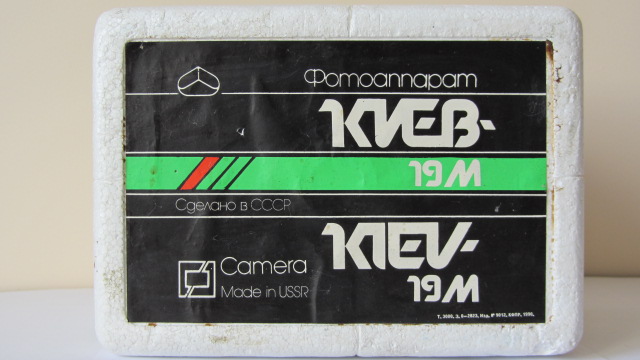 Фотоаппарат
КИЕВ-
19М
Сделано в СССР
KIEV-
Camera
19M
Made in USSR